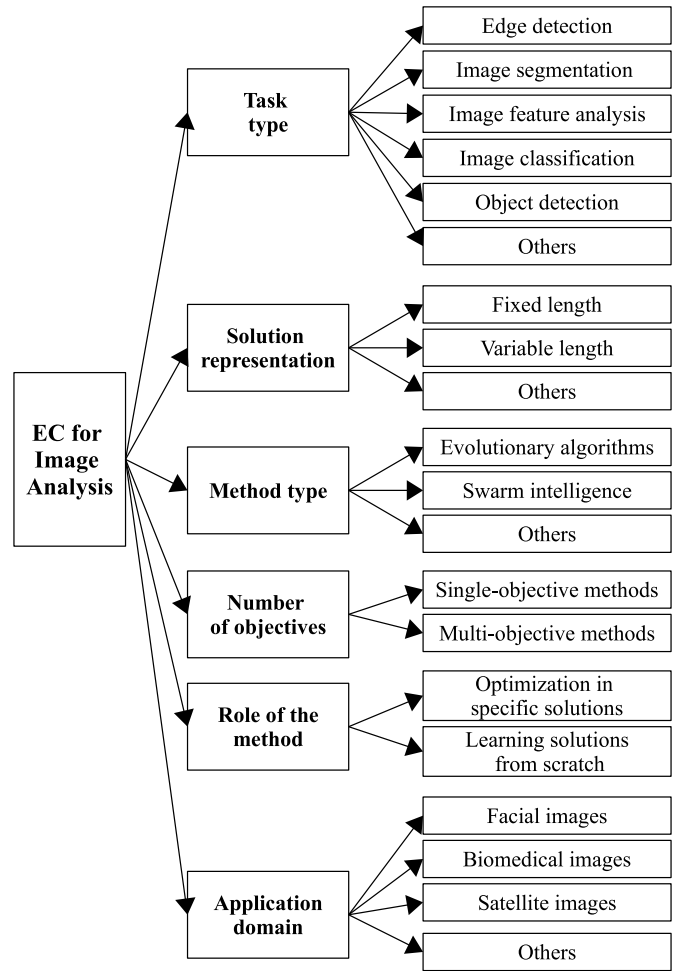 EC for
Image
Analysis
Task
type
Edge detection
Image segmentation
Image feature analysis
Image classification
Object detection
Others
Solution
representation
Fixed length
Variable length
Others
Method type
Evolutionary algorithms
Swarm intelligence
Others
Number
of objectives
Single-objective methods
Multi-objective methods
Role of the
method
Optimization in
specific solutions
Learning solutions
from scratch
Application
domain
Facial images
Biomedical images
Satellite images
Others